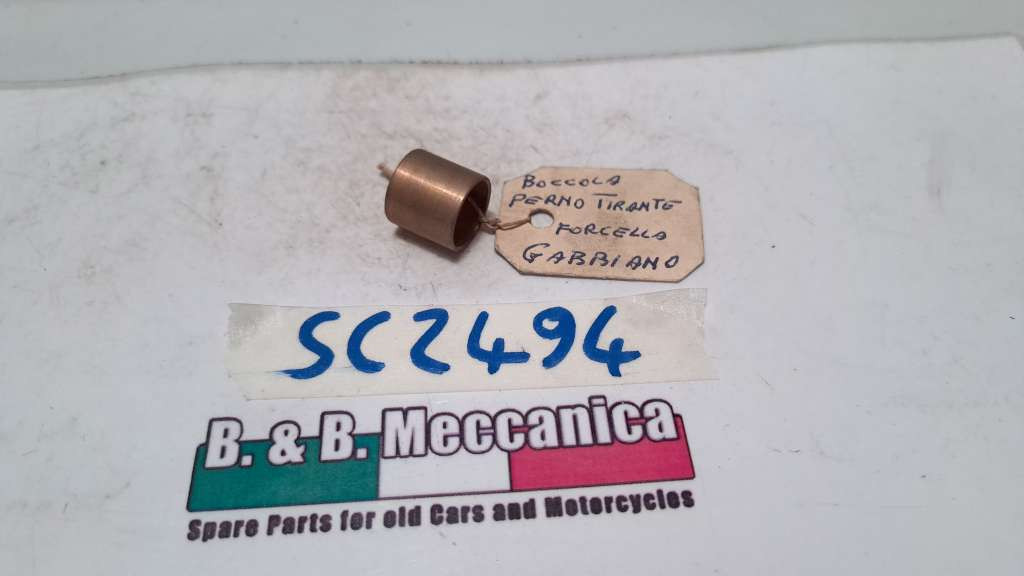 BOCCOLA
PERNO TIRANTE
FORCELLA
GABBIANO
SC2494
B. & B. Meccanica
Spare Parts for old Cars and Motorcycles